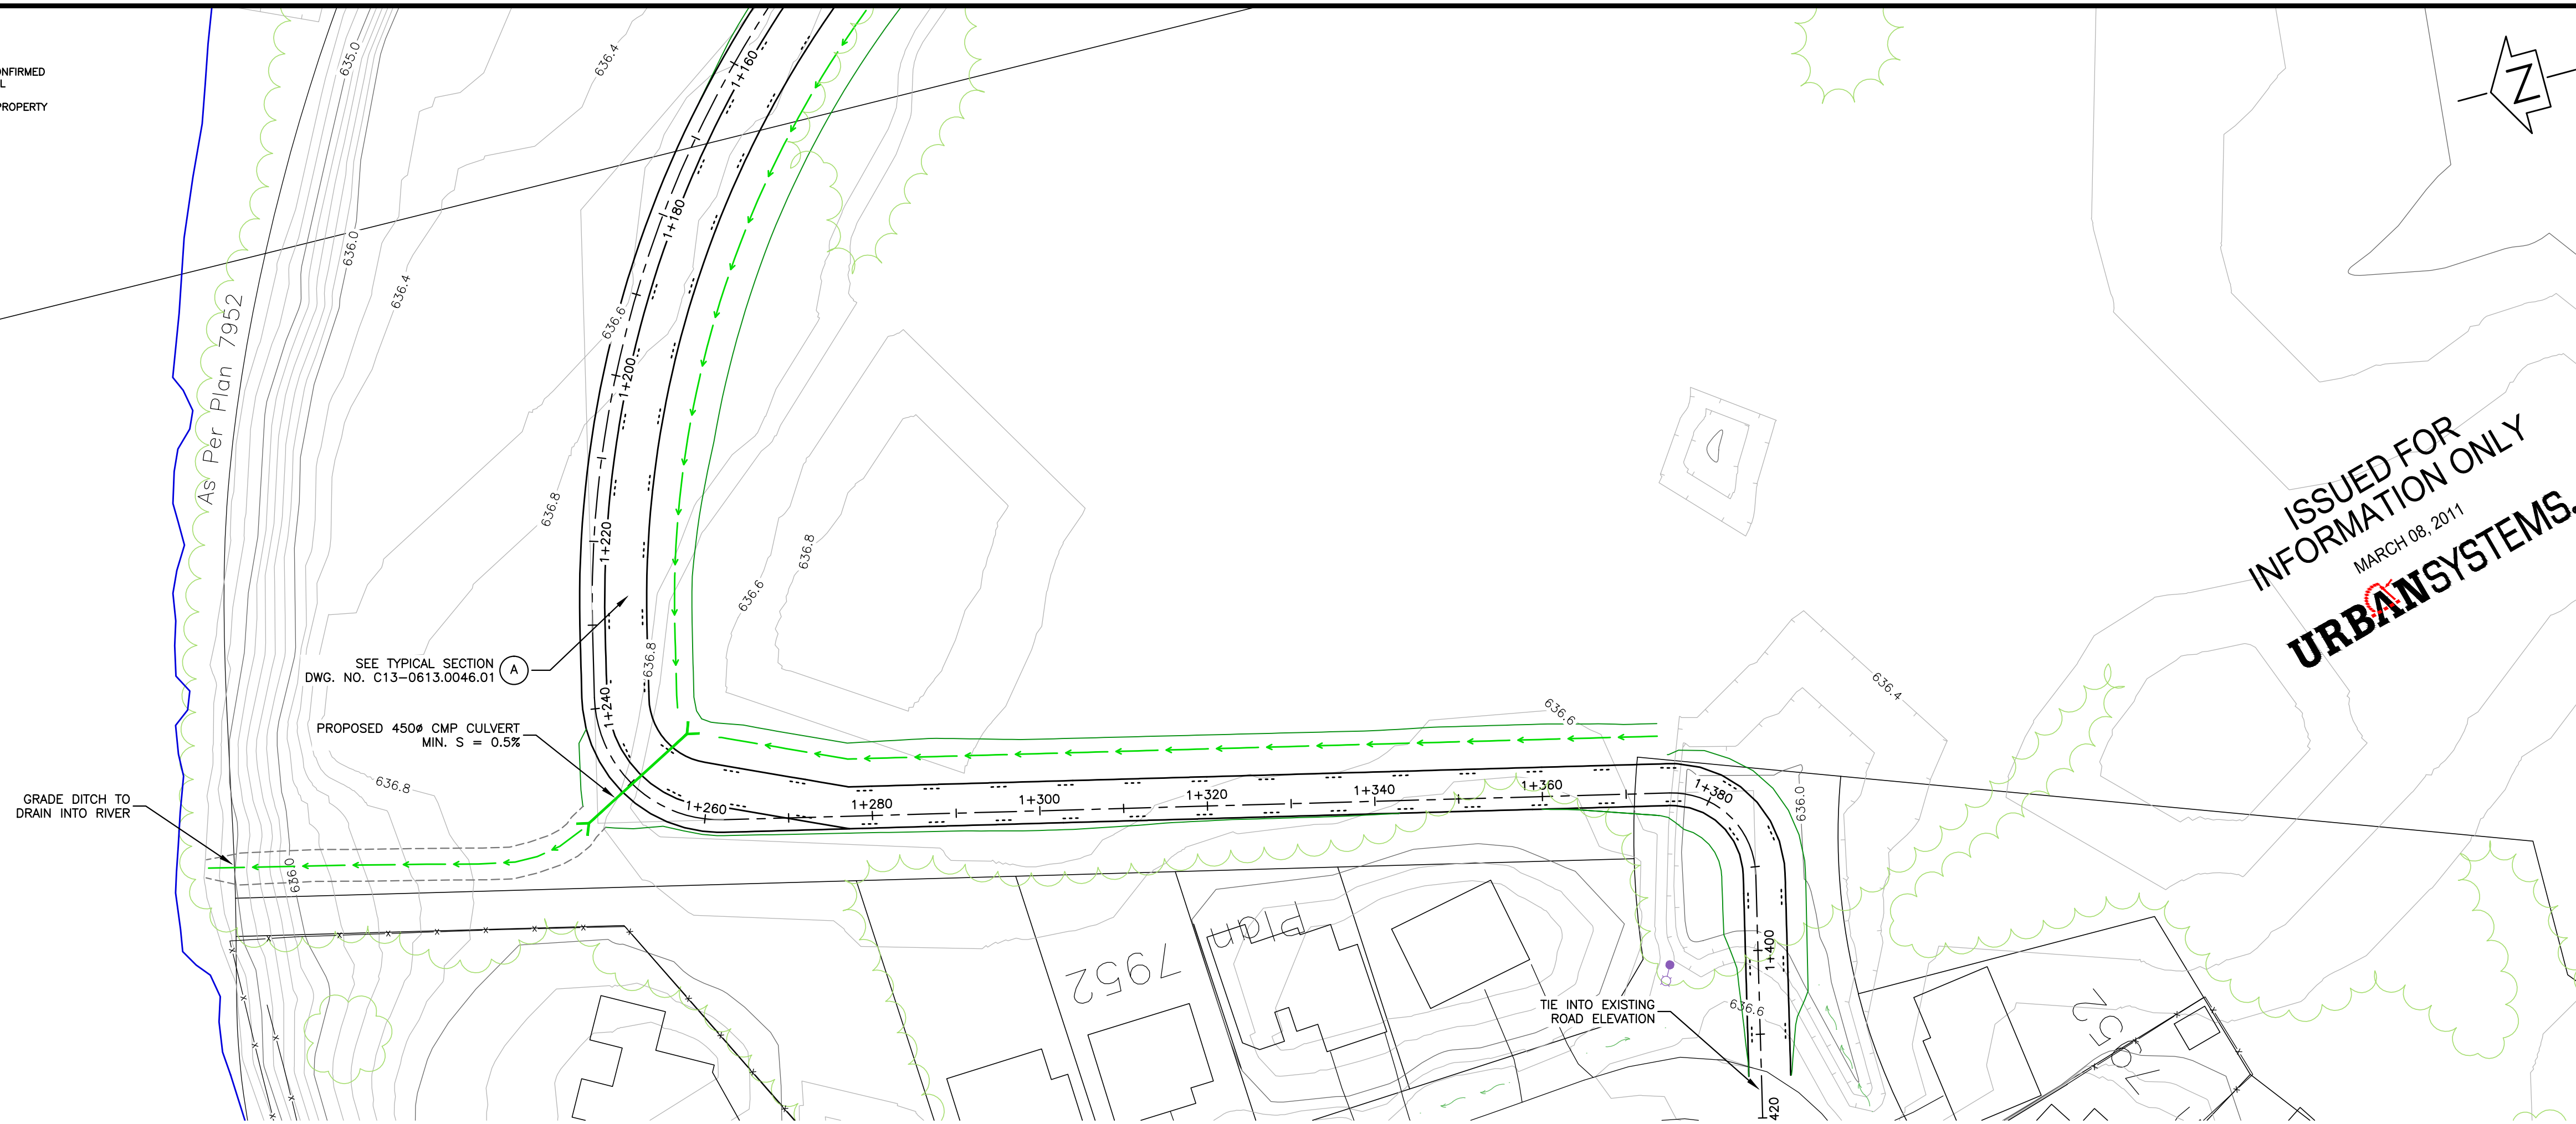 ONFIRMED
L
PROPERTY
635.0
636.4
1+160
N
636.0
636.4
1+180
As Per Plan 7952
636.6
1+200
636.8
1+220
636.8
636.6
ISSUED FOR
INFORMATION ONLY
MARCH 08, 2011
URBANSYSTEMS.
SEE TYPICAL SECTION
DWG. NO. C13-0613.0046.01
A
636.8
1+240
636.4
636.6
PROPOSED 450ø CMP CULVERT
MIN. S = 0.5%
636.8
GRADE DITCH TO
DRAIN INTO RIVER
1+260
1+280
1+300
1+320
1+340
1+360
1+380
636.0
636.0
Plan
7952
1+400
TIE INTO EXISTING
ROAD ELEVATION
636.6
420